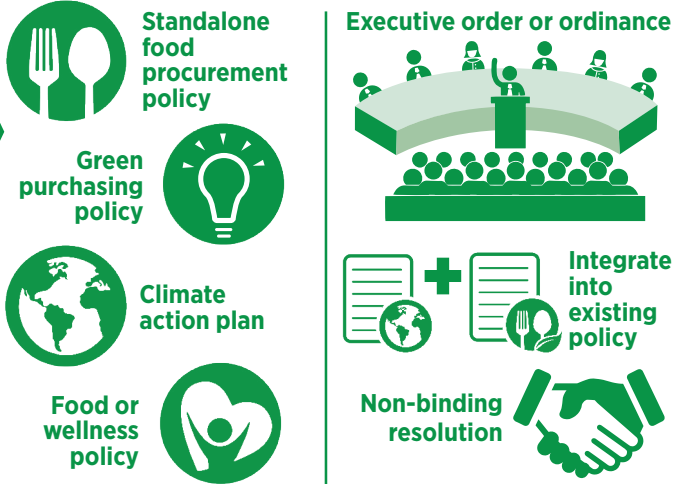 Standalone
food
procurement
policy
Green
purchasing
policy
Climate
action plan
Food or
wellness
policy
Executive order or ordinance
Integrate
into
existing
policy
Non-binding
resolution